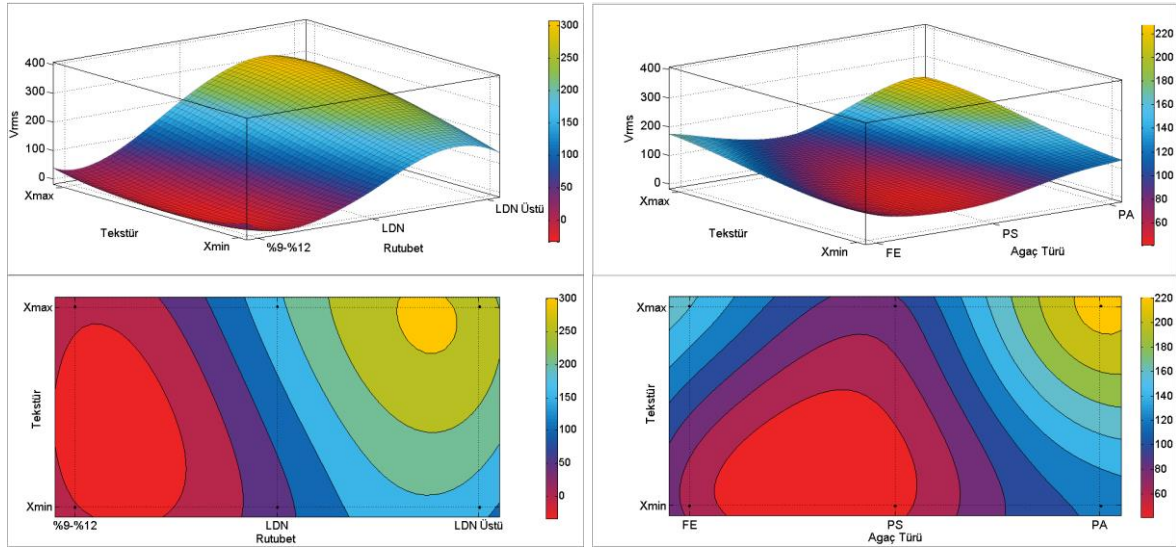 400
300
200
100
0
Vrms
Xmax
Tekstür
Xmin
%9-%12
LDN
LDN Üstü
Rutubet
300
250
200
150
100
50
0
400
300
200
100
0
Vrms
Xmax
Tekstür
Xmin
FE
PS
PA
Agaç Türü
220
200
180
160
140
120
100
80
60
Xmax
Tekstür
Xmin
%9-%12
LDN
LDN Üstü
Rutubet
300
250
200
150
100
50
0
Xmax
Tekstür
Xmin
FE
PS
PA
Agaç Türü
220
200
180
160
140
120
100
80
60